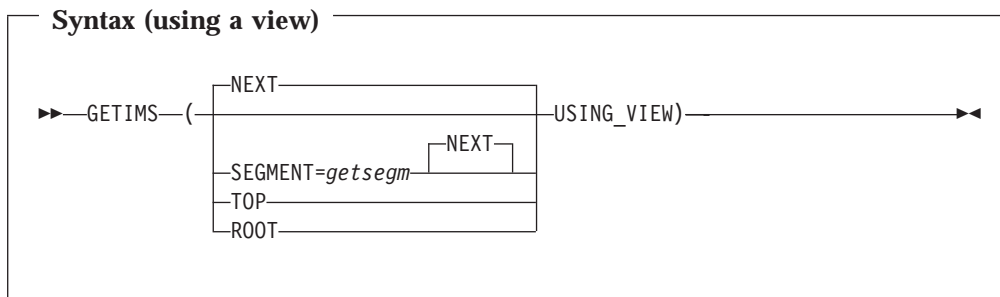 Syntax (using a view)
NEXT
►►—GETIMS—(—USING_VIEW)—►◄
NEXT
SEGMENT=getsegm
TOP
ROOT